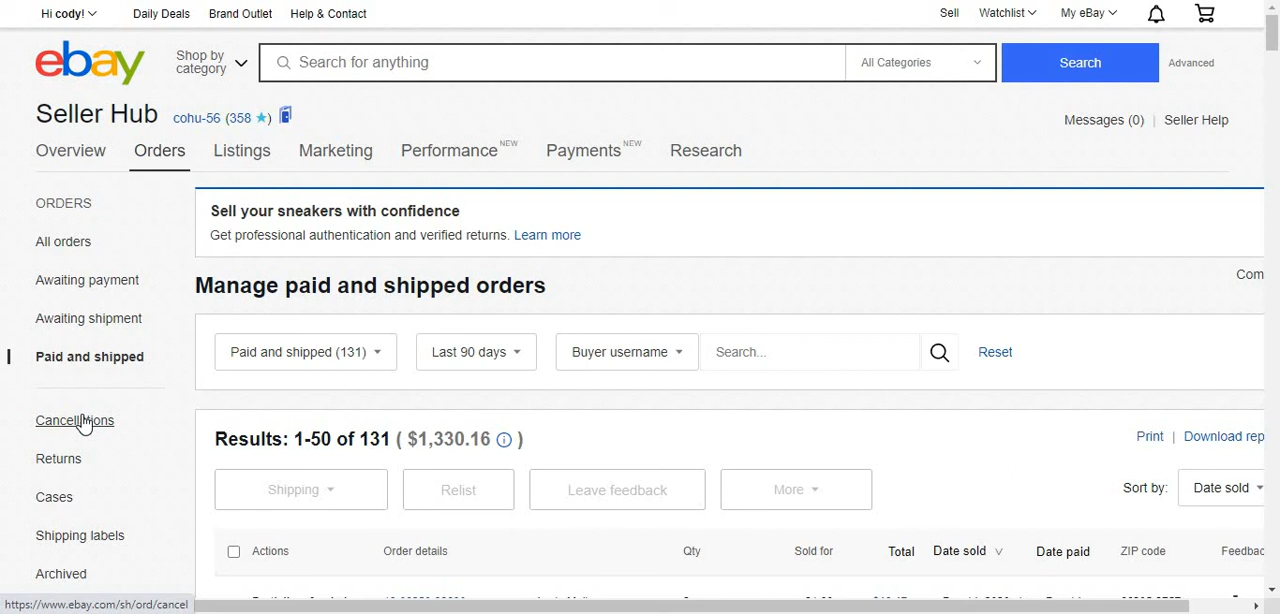 Hi cody! Daily Deals Brand Outlet Help & Contact Sell Watchlist My eBay
ebay Shop by category Search for anything All Categories Search Advanced
Seller Hub cohu-56 (358 ) Messages (0) | Seller Help
Overview Orders Listings Marketing Performance NEW Payments NEW Research
ORDERS
Sell your sneakers with confidence
All orders
Get professional authentication and verified returns. Learn more
Awaiting payment
Manage paid and shipped orders Com
Awaiting shipment
Paid and shipped
Paid and shipped (131) Last 90 days Buyer username Search... Reset
Cancellations
Results: 1-50 of 131 ( $1,330.16 ) Print | Download rep
Returns
Cases
Shipping Relist Leave feedback More Sort by: Date sold
Shipping labels
Actions Order details Qty Sold for Total Date sold Date paid ZIP code Feedbac
Archived
https://www.ebay.com/sh/ord/cancel